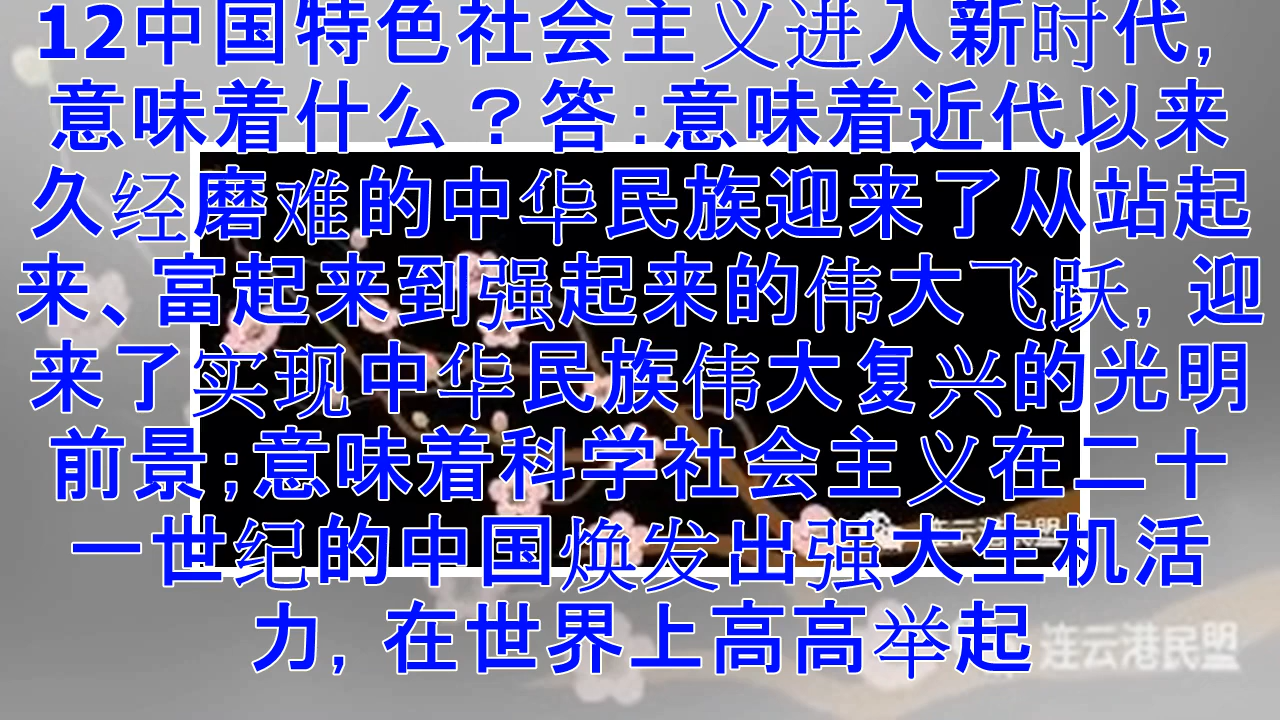 12中国特色社会主义进入新时代,
意味着什么？答:意味着近代以来
久经磨难的中华民族迎来了从站起
来、富起来到强起来的伟大飞跃,迎
来了实现中华民族伟大复兴的光明
前景;意味着科学社会主义在二十
一世纪的中国焕发出强大生机活
力,在世界上高高举起
连云港民盟
连云港民盟